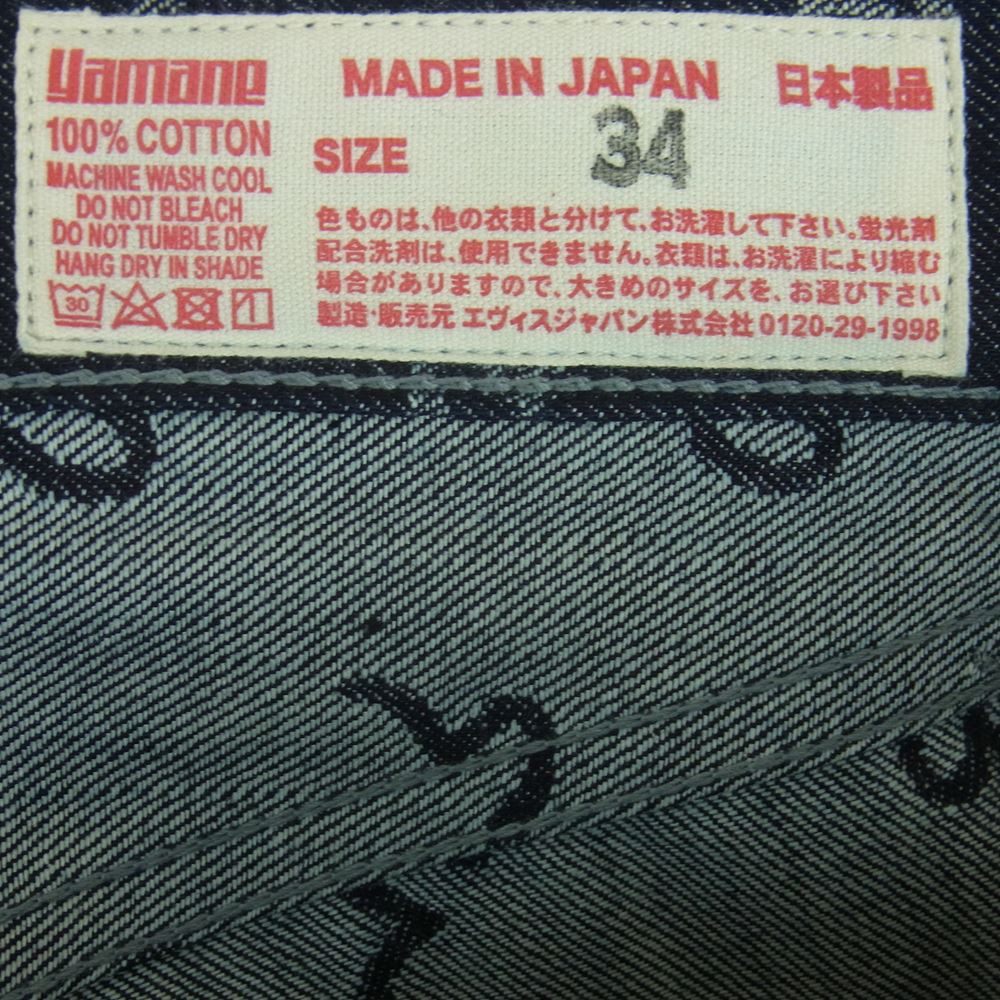 Yamane
100% COTTON
MACHINE WASH COOL
DO NOT BLEACH
DO NOT TUMBLE DRY
HANG DRY IN SHADE
30
MADE IN JAPAN 日本製品
SIZE 34
色ものは、他の衣類と分けて、お洗濯して下さい。蛍光剤
配合洗剤は、使用できません。衣類は、お洗濯により縮む
場合がありますので、大きめのサイズを、お選び下さい
製造・販売元 エヴィスジャパン株式会社 0120-29-1998